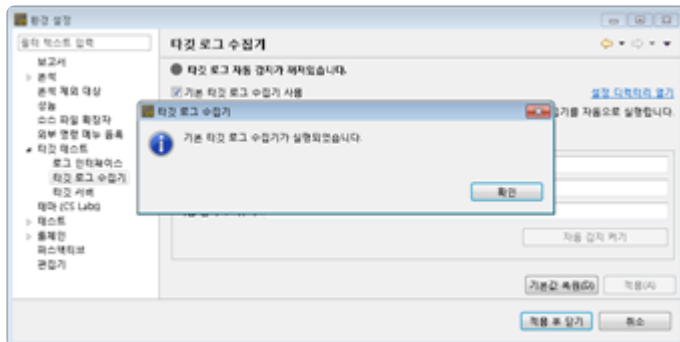 환경 설정
필터 텍스트 입력
타깃 로그 수집기
보고서
분석
분석 제외 대상
성능
소스 파일 확장자
외부 명령 메뉴 등록
타깃 테스트
로그 인터페이스
타깃 로그 수집기
타깃 서버
테마 (CS Lab)
테스트
툴체인
퍼스펙티브
편집기
타깃 로그 자동 감지가 꺼져있습니다.
기본 타깃 로그 수집기 사용
설정 디렉터리 열기
집기를 자동으로 실행합니다.
타깃 로그 수집기
기본 타깃 로그 수집기가 실행되었습니다.
확인
자동 감지 켜기
기본값 복원(D)
적용(A)
적용 후 닫기
취소